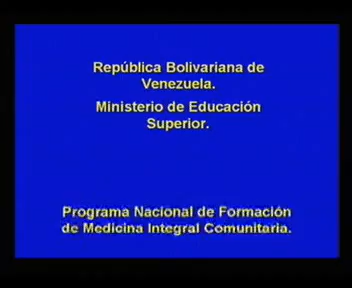 República Bolivariana de
Venezuela.
Ministerio de Educación
Superior.
Programa Nacional de Formación
de Medicina Integral Comunitaria.